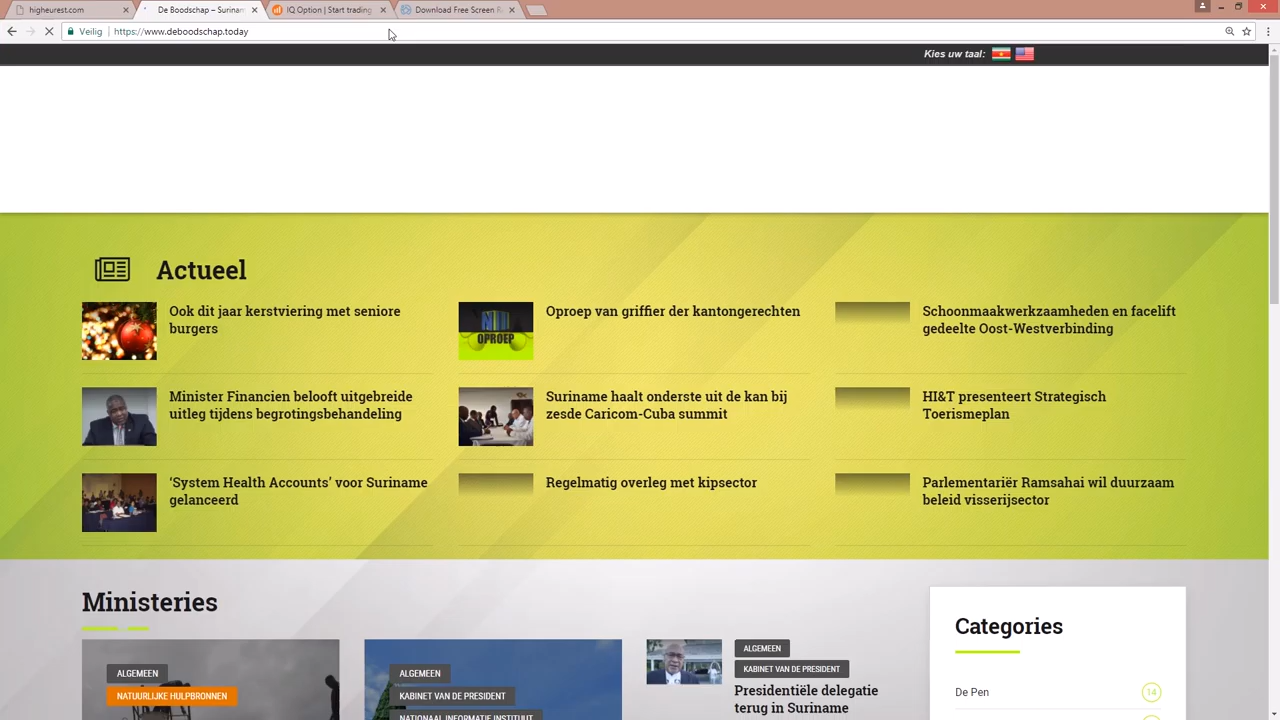 higheurest.com
De Boodschap – Surinam
IQ Option | Start trading
Download Free Screen R
Veilig
https://www.deboodschap.today
Kies uw taal:
Actueel
Ook dit jaar kerstviering met seniore
burgers
Oproep van griffier der kantongerechten
OPROEP
Schoonmaakwerkzaamheden en facelift
gedeelte Oost-Westverbinding
Minister Financien belooft uitgebreide
uitleg tijdens begrotingsbehandeling
Suriname haalt onderste uit de kan bij
zesde Caricom-Cuba summit
HI&T presenteert Strategisch
Toerismeplan
‘System Health Accounts’ voor Suriname
gelanceerd
Regelmatig overleg met kipsector
Parlementariër Ramsahai wil duurzaam
beleid visserijsector
Ministeries
ALGEMEEN
NATUURLIJKE HULPBRONNEN
ALGEMEEN
KABINET VAN DE PRESIDENT
NATIONAAL INFORMATIE INSTITUUT
ALGEMEEN
KABINET VAN DE PRESIDENT
Presidentiële delegatie
terug in Suriname
Categories
De Pen
14